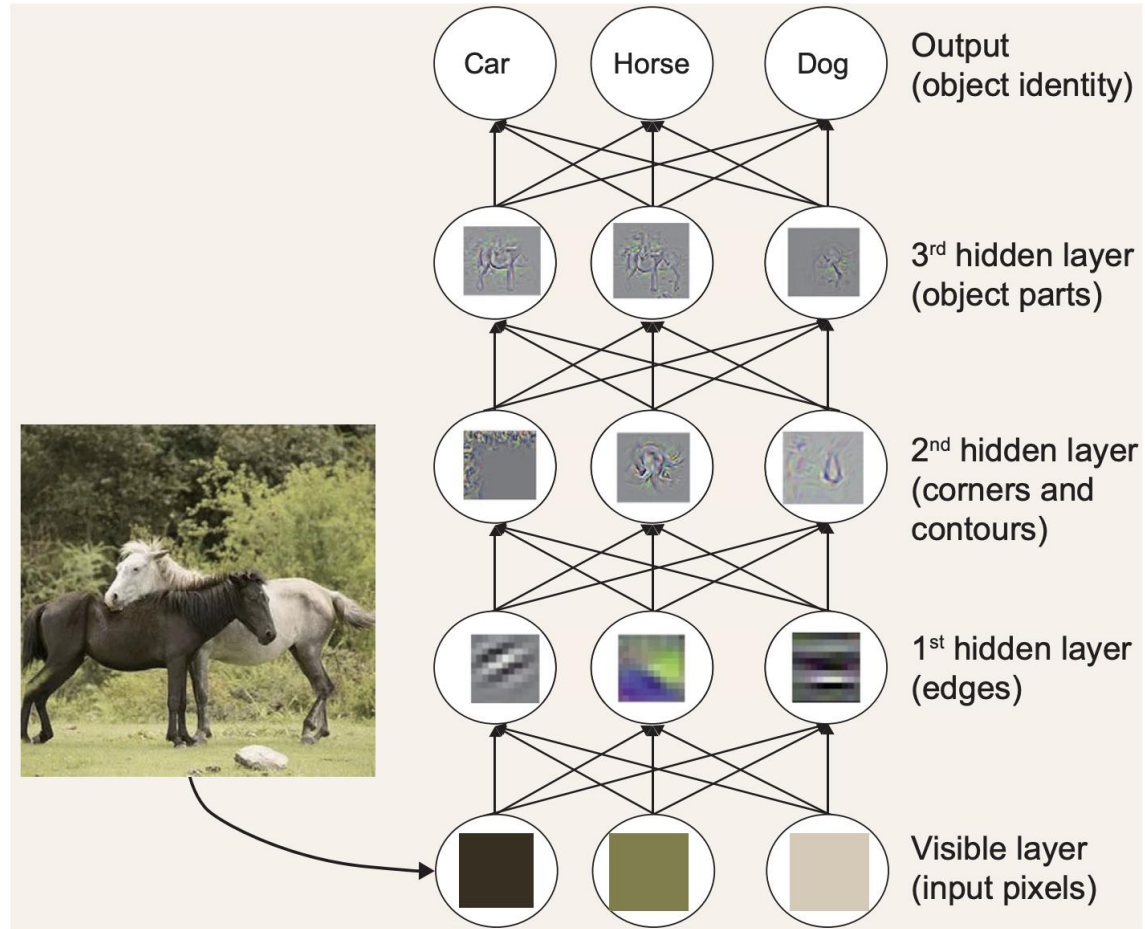 Car
Horse
Dog
Output
(object identity)
3rd hidden layer
(object parts)
2nd hidden layer
(corners and
contours)
1st hidden layer
(edges)
Visible layer
(input pixels)